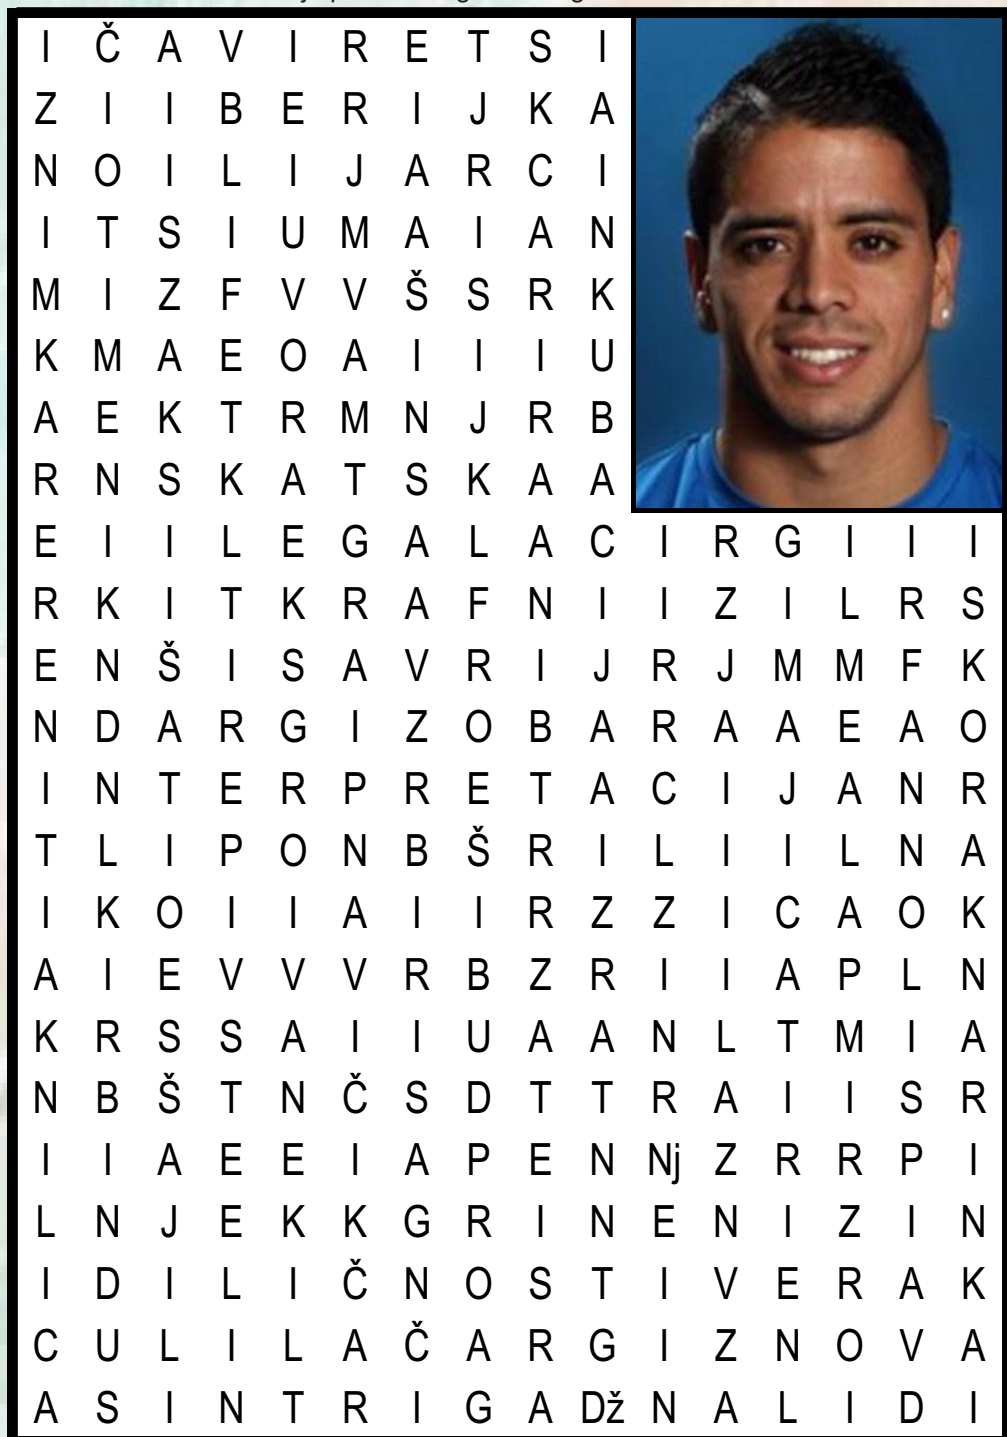 I Č A V I R E T S I
Z I I B E R I J K A
N O I L I J A R C I
I T S I U M A I A N
M I Z F V V Š S R K
K M A E O A I I I U
A E K T R M N J R B
R N S K A T S K A A
E I I L E G A L A C I R G I I I
R K I T K R A F N I I Z I L R S
E N Š I S A V R I J R J M M F K
N D A R G I Z O B A R A A E A O
I N T E R P R E T A C I J A N R
T L I P O N B Š R I L I I L N A
I K O I I A I I R Z Z I C A O K
A I E V V V R B Z R I I A P L N
K R S S A I I U A A N L T M I A
N B Š T N Č S D T T R A I I S R
I I A E E I A P E N Nj Z R R P I
L N J E K K G R I N E N I Z I N
I D I L I Č N O S T I V E R A K
C U L I L A Č A R G I Z N O V A
A S I N T R I G A Dž N A L I D I